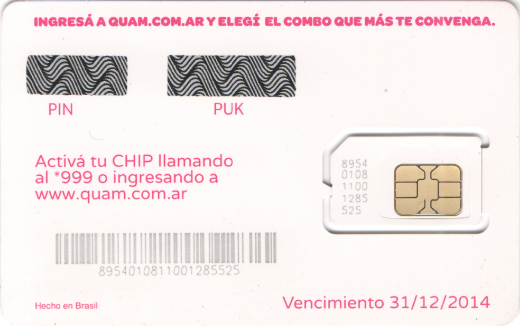 INGRESÁ A QUAM.COM.AR Y ELEGÍ EL COMBO QUE MÁS TE CONVENGA.
PIN
PUK
Activá tu CHIP llamando
al *999 o ingresando a
www.quam.com.ar
8954
0108
1100
1285
525
8954010811001285525
Hecho en Brasil
Vencimiento 31/12/2014